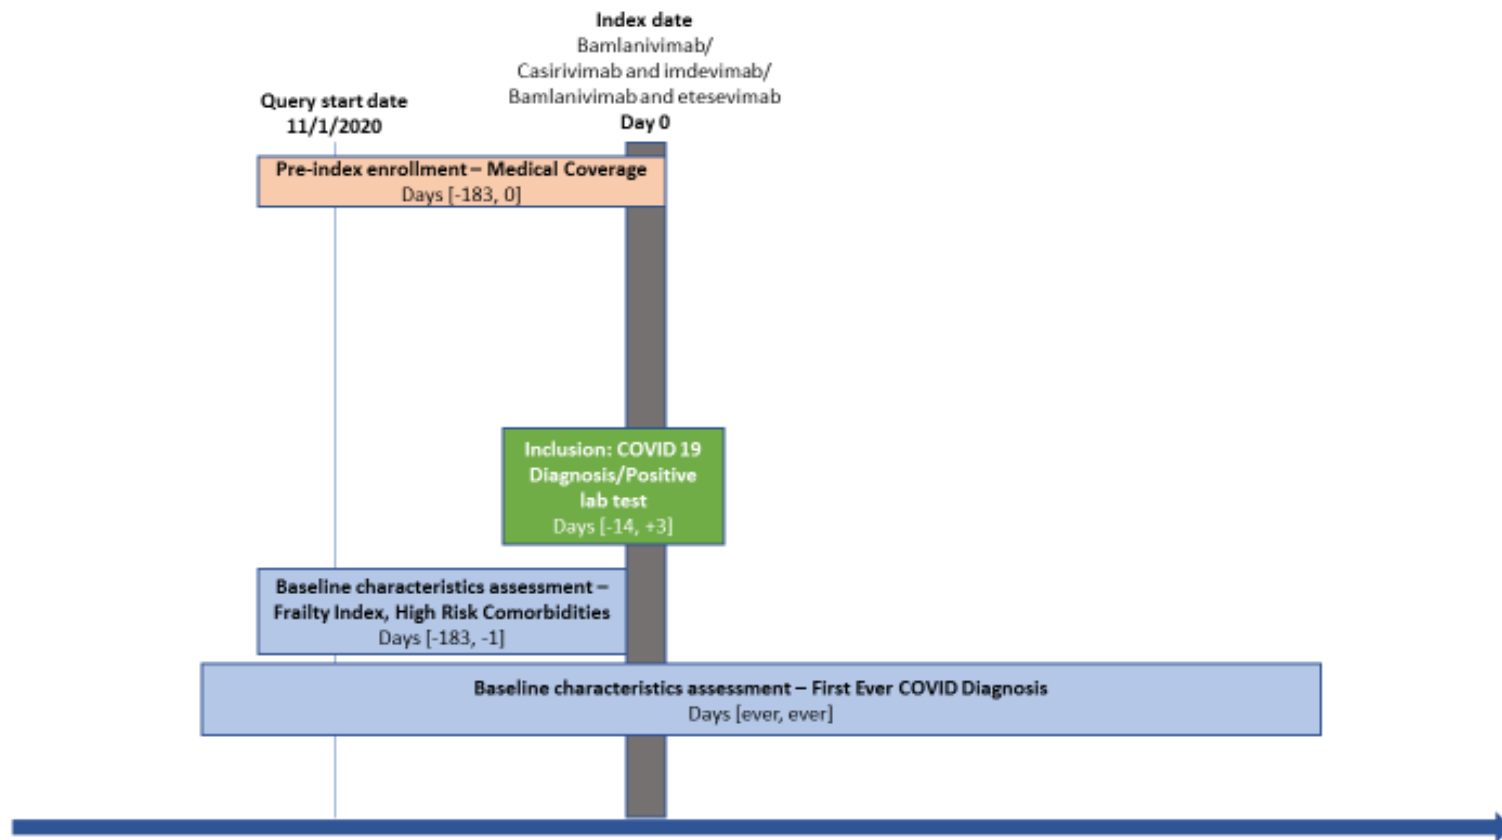 Index date
Bamlanivimab/
Casirivimab and imdevimab/
Bamlanivimab and etesevimab
Day 0
Query start date
11/1/2020
Pre-index enrollment – Medical Coverage
Days [-183, 0]
Inclusion: COVID 19
Diagnosis/Positive
lab test
Days [-14, +3]
Baseline characteristics assessment –
Frailty Index, High Risk Comorbidities
Days [-183, -1]
Baseline characteristics assessment – First Ever COVID Diagnosis
Days [ever, ever]